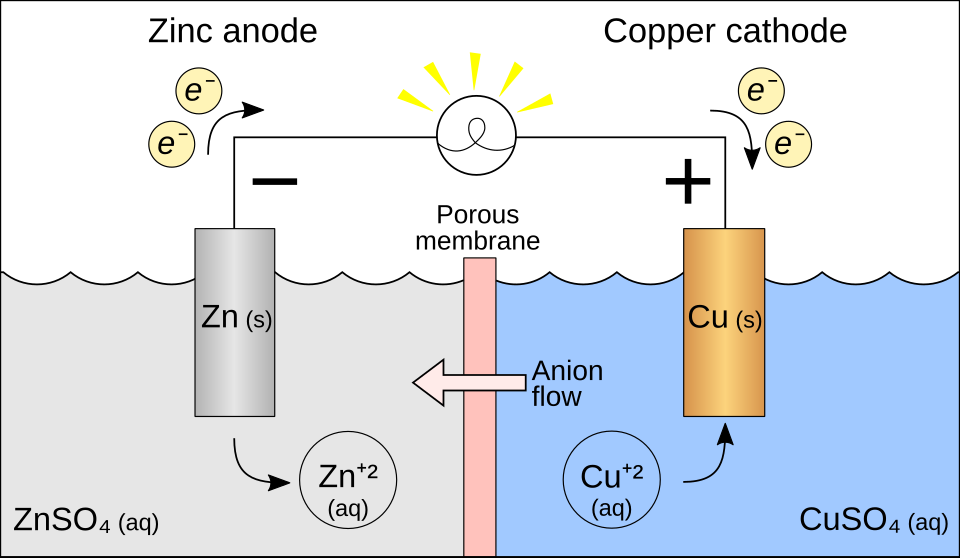 Zinc anode
Copper cathode
e⁻
e⁻
e⁻
e⁻
−
+
Porous
membrane
Zn (s)
Cu (s)
Anion
flow
Zn⁺²
(aq)
Cu⁺²
(aq)
ZnSO₄ (aq)
CuSO₄ (aq)